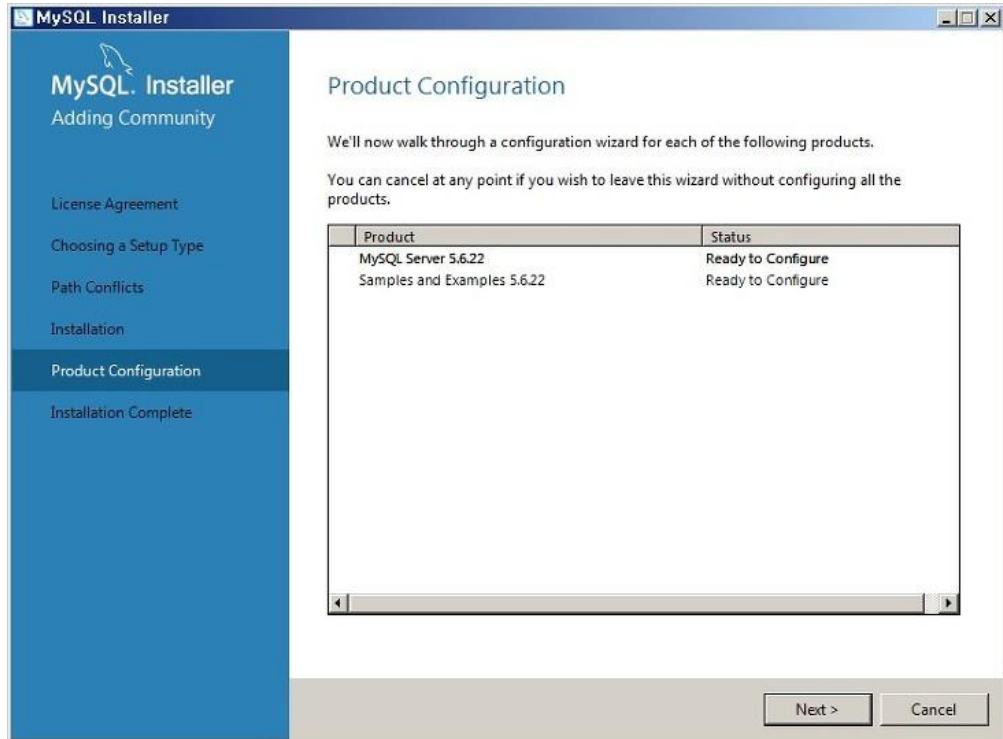 MySQL Installer
MySQL. Installer
Adding Community
License Agreement
Choosing a Setup Type
Path Conflicts
Installation
Product Configuration
Installation Complete
Product Configuration
We'll now walk through a configuration wizard for each of the following products.
You can cancel at any point if you wish to leave this wizard without configuring all the
products.
Product Status
MySQL Server 5.6.22 Ready to Configure
Samples and Examples 5.6.22 Ready to Configure
Next > Cancel